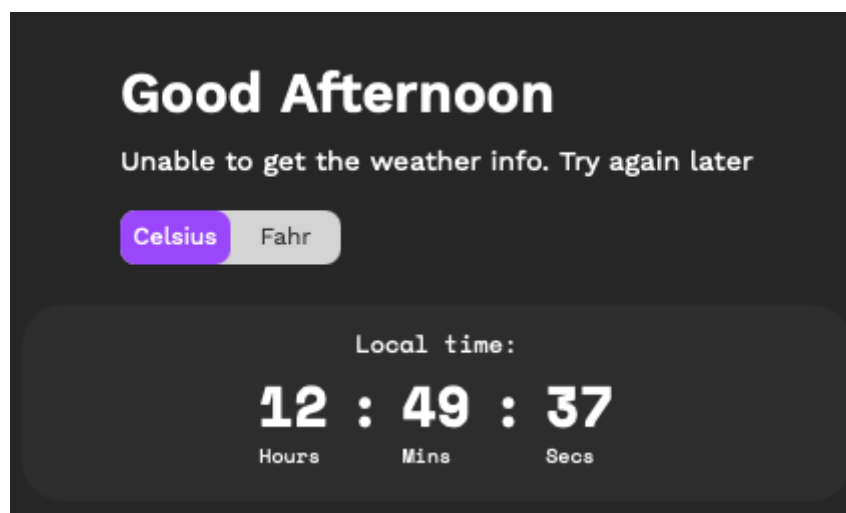 Good Afternoon
Unable to get the weather info. Try again later
Celsius Fahr
Local time:
12 : 49 : 37
Hours Mins Secs